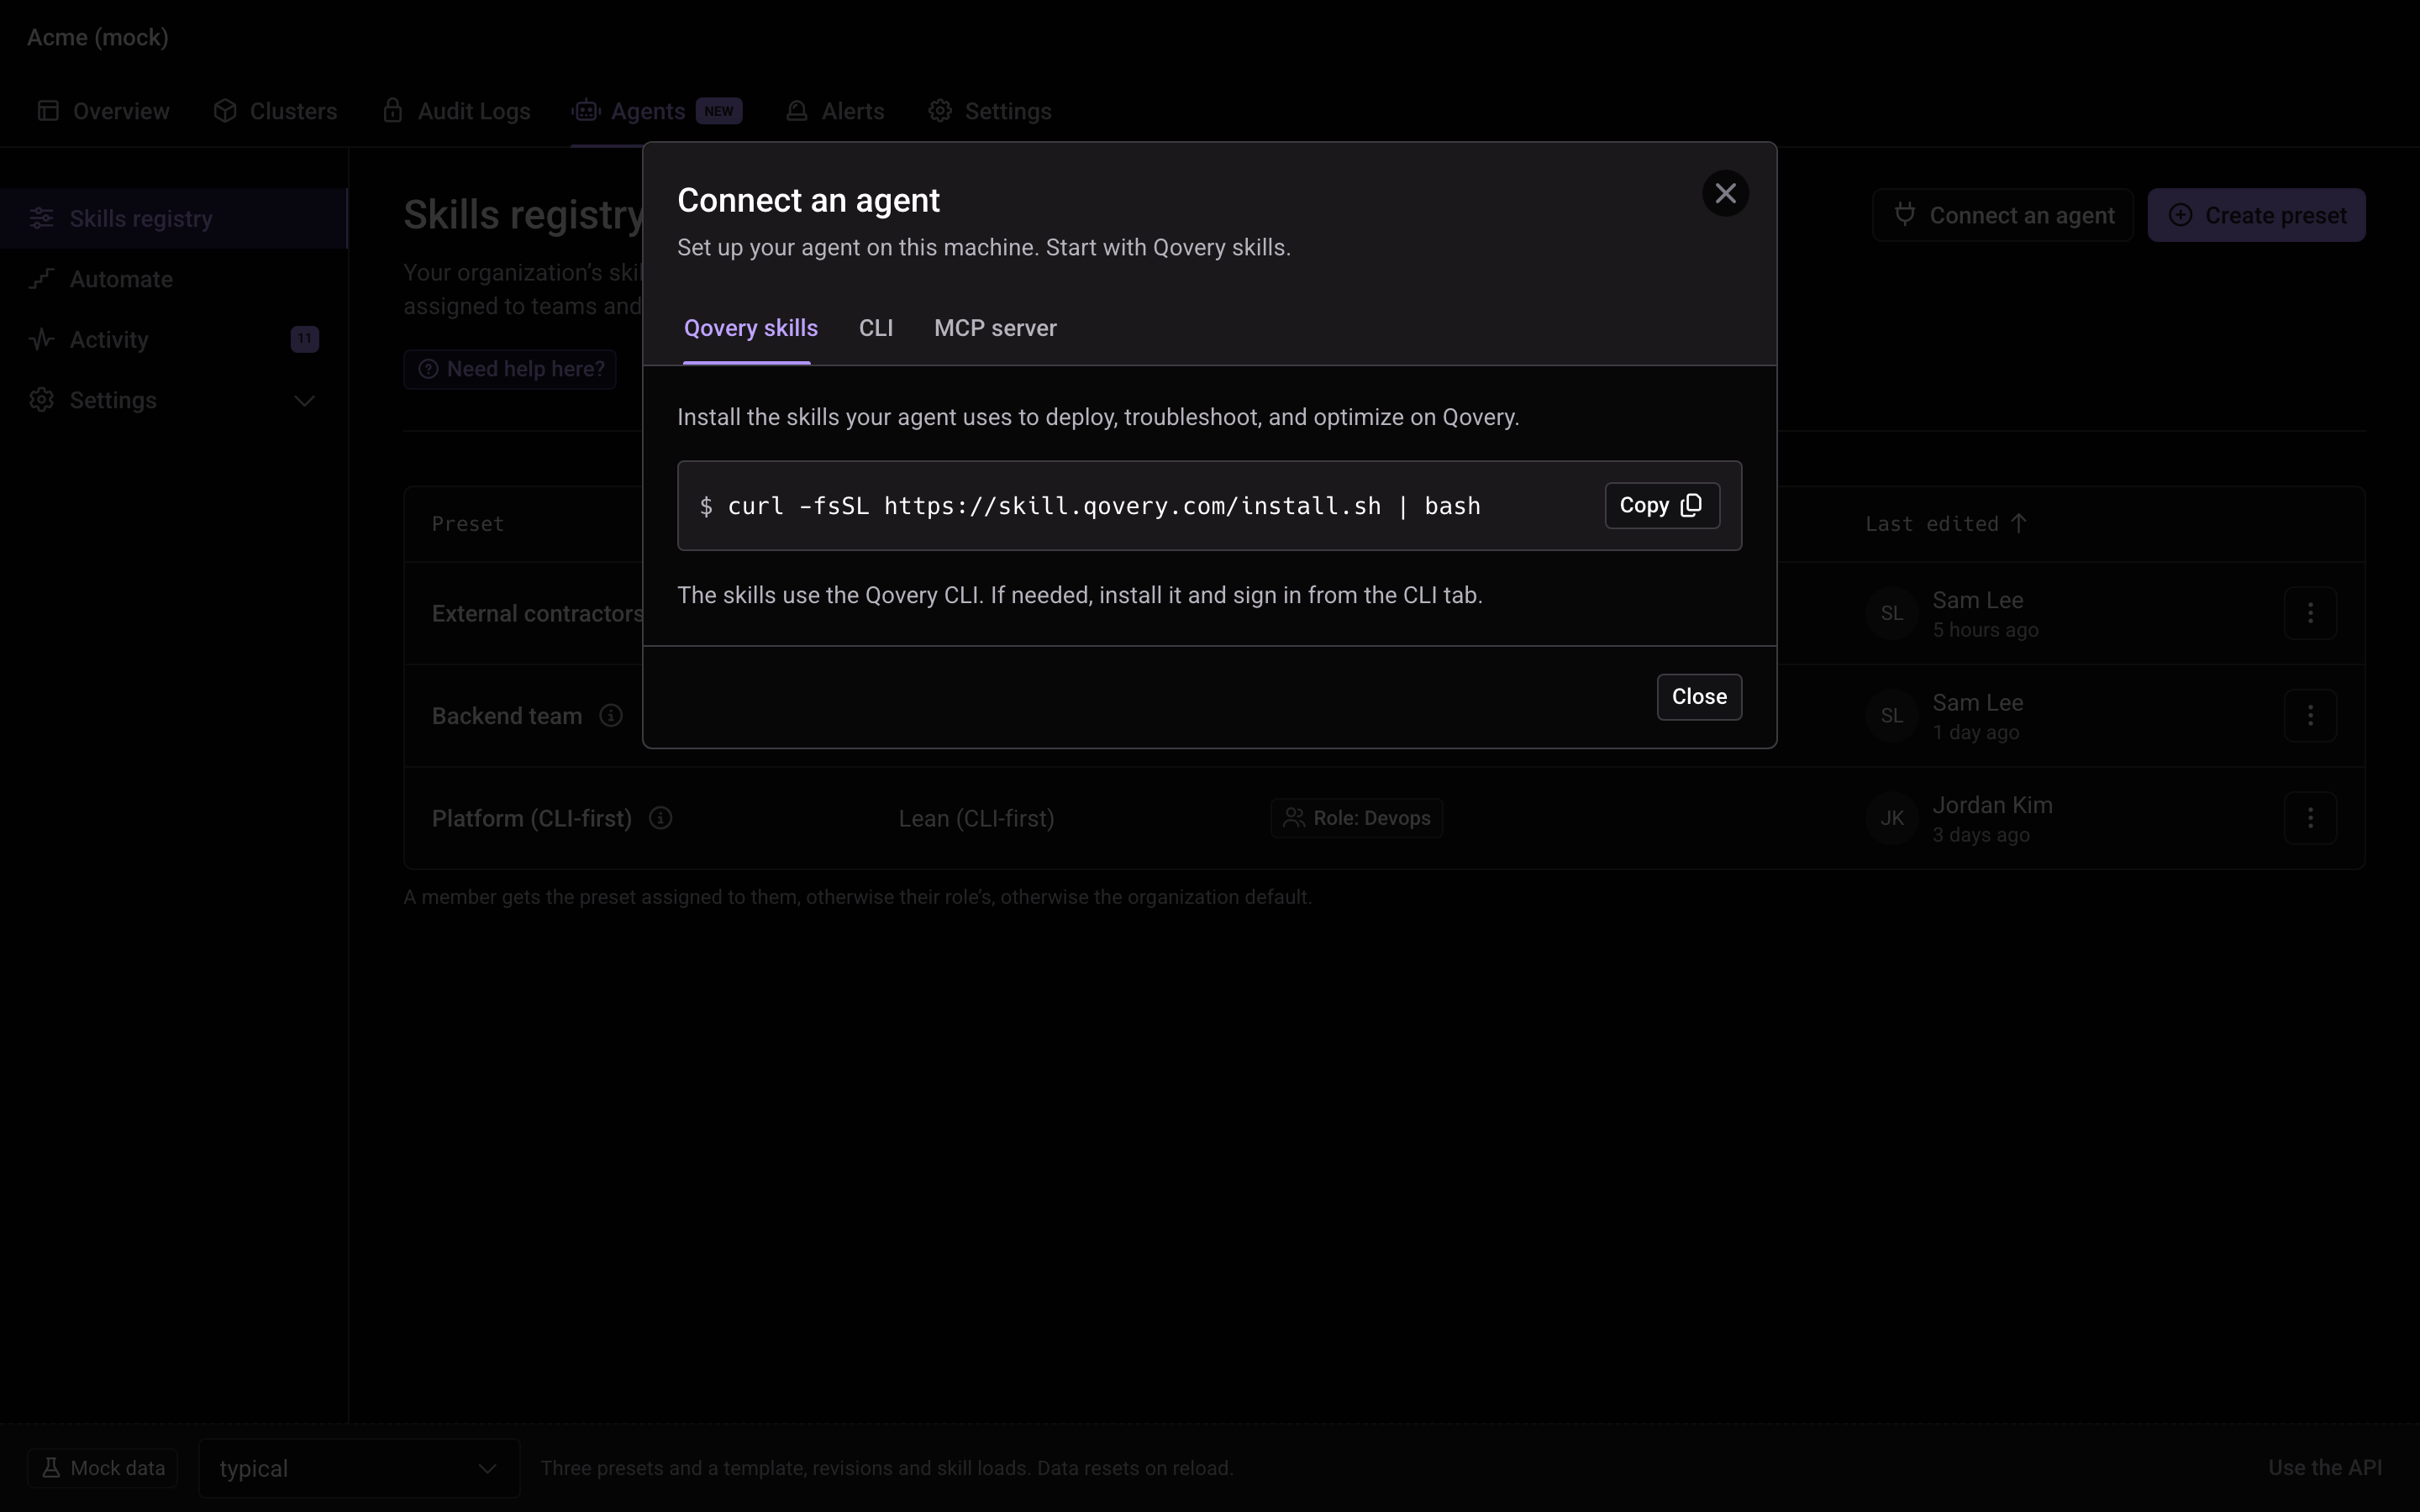 Acme (mock)
Overview
Clusters
Audit Logs
Agents NEW
Alerts
Settings
Skills registry
Automate
Activity 11
Settings
Skills registry
Your organization's skil
assigned to teams and
Need help here?
Connect an agent
Create preset
Connect an agent
Set up your agent on this machine. Start with Qovery skills.
Qovery skills
CLI
MCP server
Install the skills your agent uses to deploy, troubleshoot, and optimize on Qovery.
$ curl -fsSL https://skill.qovery.com/install.sh | bash
Copy
The skills use the Qovery CLI. If needed, install it and sign in from the CLI tab.
Close
Preset
Last edited ↑
External contractors
SL
Sam Lee
5 hours ago
Backend team
SL
Sam Lee
1 day ago
Platform (CLI-first)
Lean (CLI-first)
Role: Devops
JK
Jordan Kim
3 days ago
A member gets the preset assigned to them, otherwise their role's, otherwise the organization default.
Mock data
typical
Three presets and a template, revisions and skill loads. Data resets on reload.
Use the API